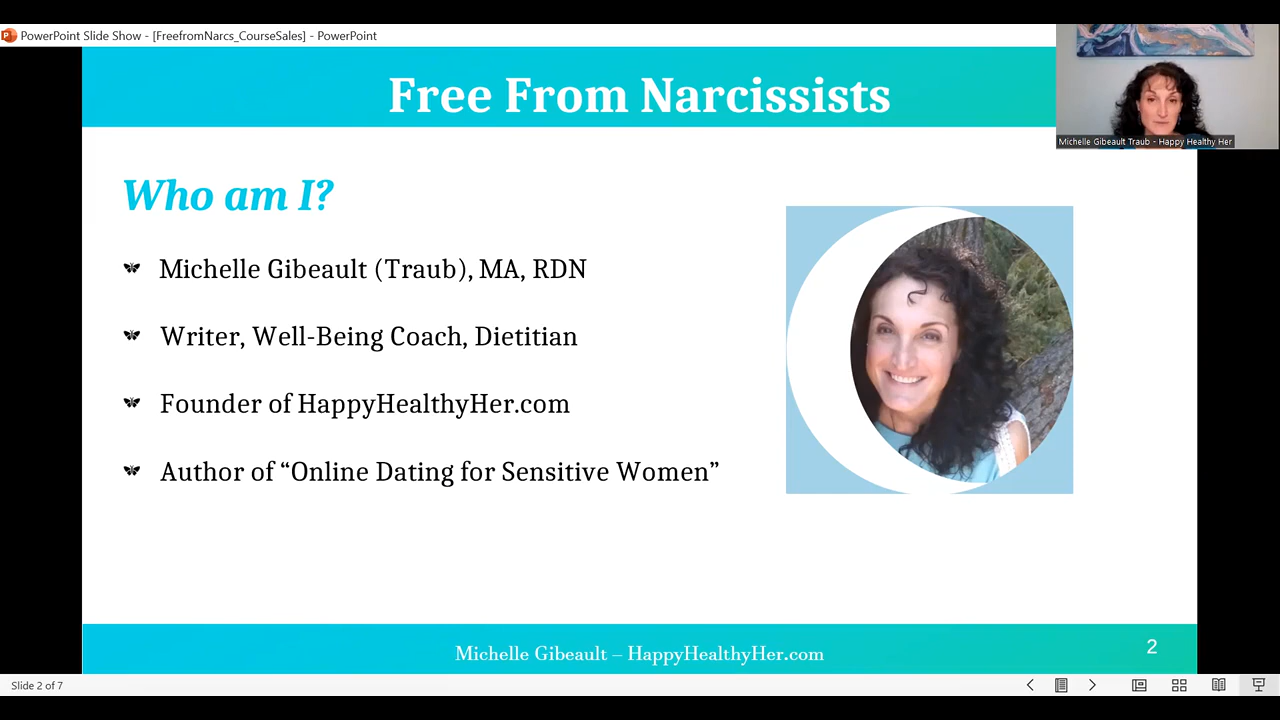 PowerPoint Slide Show - [FreefromNarcs_CourseSales] - PowerPoint
Free From Narcissists
Michelle Gibeault Traub - Happy Healthy Her
Who am I?
Michelle Gibeault (Traub), MA, RDN
Writer, Well-Being Coach, Dietitian
Founder of HappyHealthyHer.com
Author of “Online Dating for Sensitive Women”
Michelle Gibeault – HappyHealthyHer.com
2
Slide 2 of 7